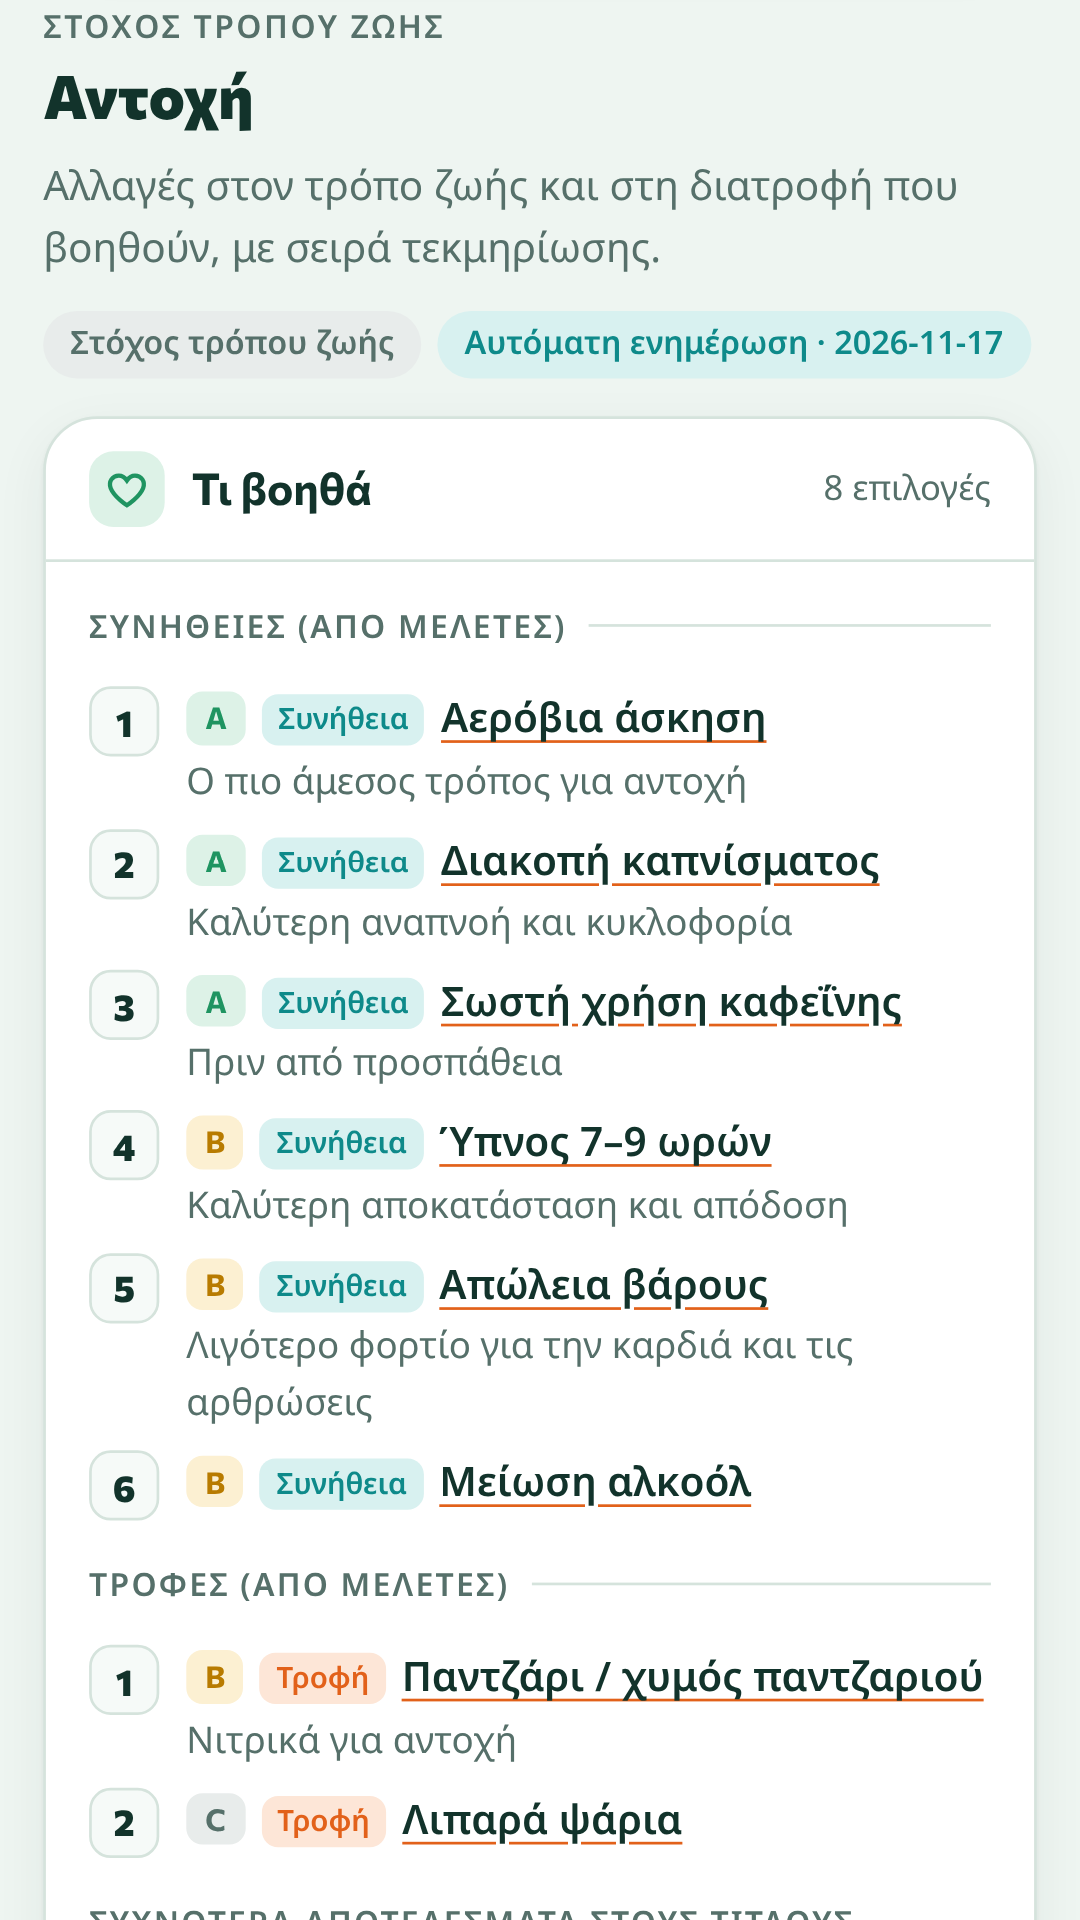 ΣΤΟΧΟΣ ΤΡΟΠΟΥ ΖΩΗΣ
Αντοχή
Αλλαγές στον τρόπο ζωής και στη διατροφή που
βοηθούν, με σειρά τεκμηρίωσης.
Στόχος τρόπου ζωής
Αυτόματη ενημέρωση · 2026-11-17
Τι βοηθά
8 επιλογές
ΣΥΝΗΘΕΙΕΣ (ΑΠΟ ΜΕΛΕΤΕΣ)
1 A Συνήθεια Αερόβια άσκηση
Ο πιο άμεσος τρόπος για αντοχή
2 A Συνήθεια Διακοπή καπνίσματος
Καλύτερη αναπνοή και κυκλοφορία
3 A Συνήθεια Σωστή χρήση καφεΐνης
Πριν από προσπάθεια
4 B Συνήθεια Ύπνος 7–9 ωρών
Καλύτερη αποκατάσταση και απόδοση
5 B Συνήθεια Απώλεια βάρους
Λιγότερο φορτίο για την καρδιά και τις
αρθρώσεις
6 B Συνήθεια Μείωση αλκοόλ
ΤΡΟΦΕΣ (ΑΠΟ ΜΕΛΕΤΕΣ)
1 B Τροφή Παντζάρι / χυμός παντζαριού
Νιτρικά για αντοχή
2 C Τροφή Λιπαρά ψάρια
ΣΥΧΝΟΤΕΡΑ ΑΠΟΤΕΛΕΣΜΑΤΑ ΣΤΟΥΣ ΤΙΤΛΟΥΣ